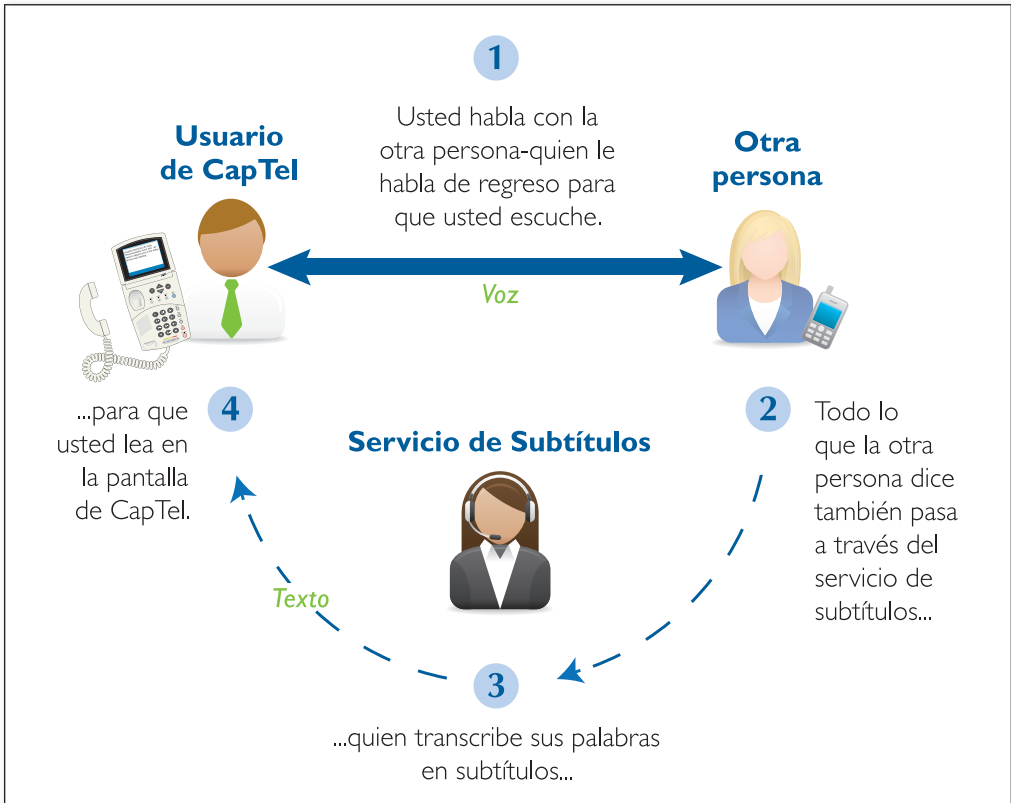 1
Usted habla con la
otra persona-quien le
habla de regreso para
que usted escuche.
Usuario
de CapTel
Otra
persona
Voz
2
Todo lo
que la otra
persona dice
también pasa
a través del
servicio de
subtítulos...
Servicio de Subtítulos
3
...quien transcribe sus palabras
en subtítulos...
Texto
4
...para que
usted lea en
la pantalla
de CapTel.